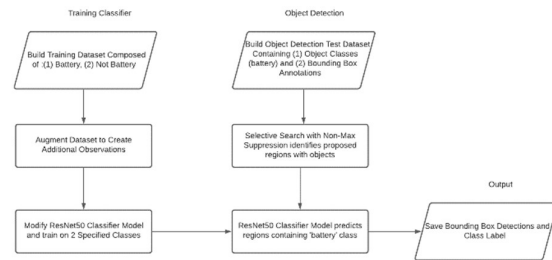 Training Classifier
Build Training Dataset Composed
of :(1) Battery, (2) Not Battery
Augment Dataset to Create
Additional Observations
Modify ResNet50 Classifier Model
and train on 2 Specified Classes
Object Detection
Build Object Detection Test Dataset
Containing (1) Object Classes
(battery) and (2) Bounding Box
Annotations
Selective Search with Non-Max
Suppression identifies proposed
regions with objects
ResNet50 Classifier Model predicts
regions containing 'battery' class
Output
Save Bounding Box Detections and
Class Label